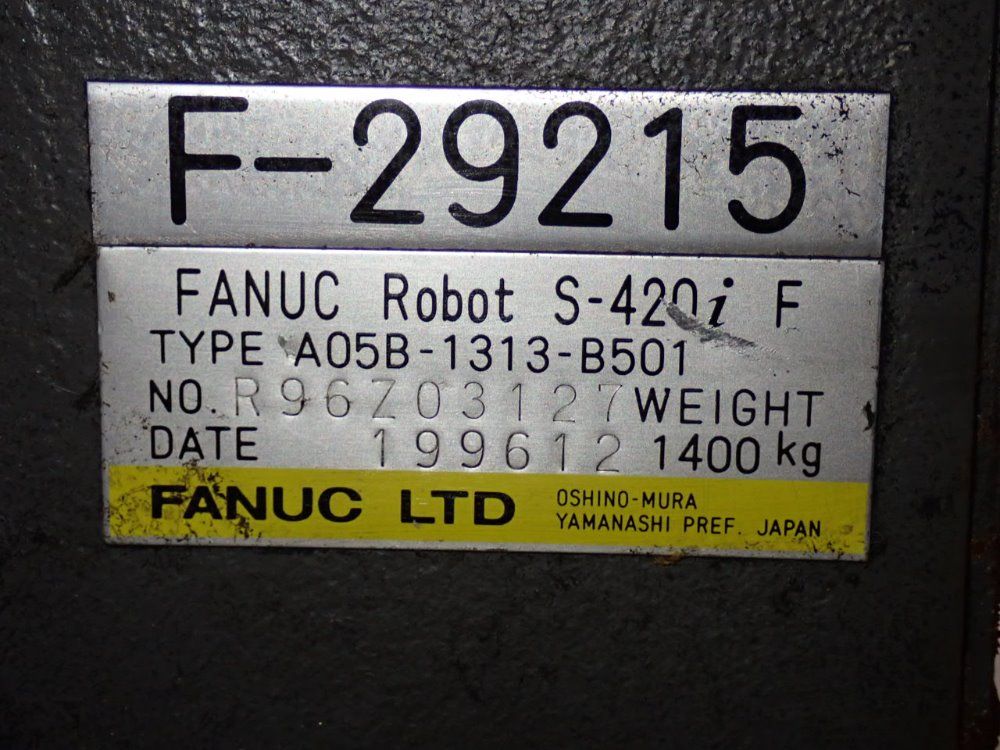 F-29215
FANUC Robot S-420i F
TYPE A05B-1313-B501
NO. R96Z03127 WEIGHT
DATE 199612 1400 kg
FANUC LTD OSHINO-MURA
YAMANASHI PREF. JAPAN